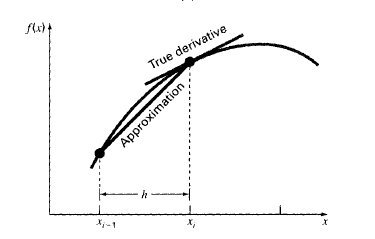 f(x)
True derivative
Approximation
h
x_{i-1}
x_i
x